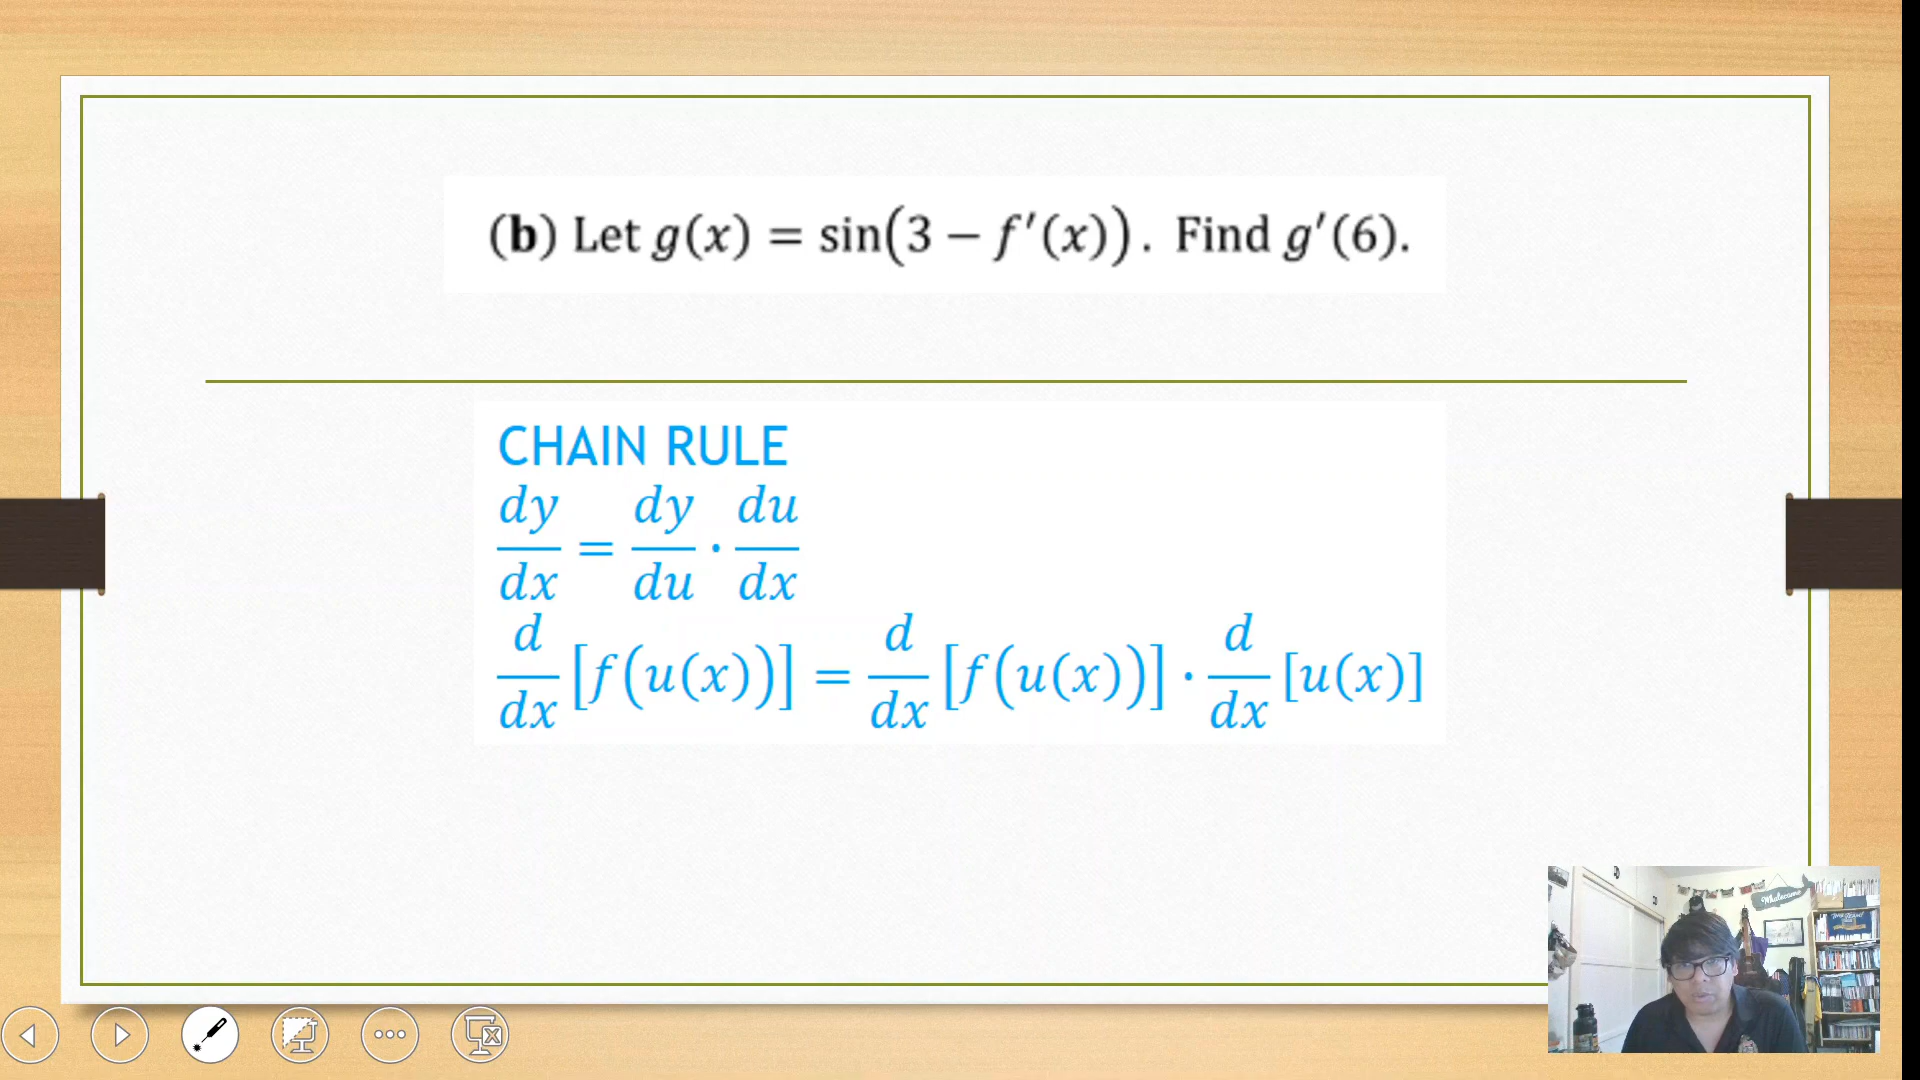 (b) Let g(x) = sin(3 − f′(x)). Find g′(6).
CHAIN RULE
dy/dx = dy/du · du/dx
d/dx [f(u(x))] = d/dx [f(u(x))] · d/dx [u(x)]